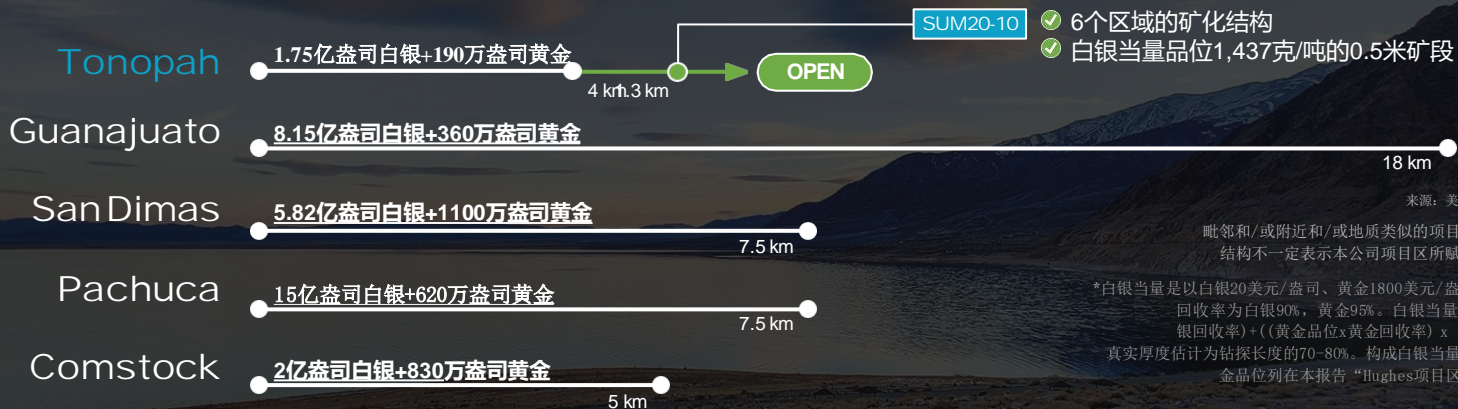 SUM20-10
6个区域的矿化结构
白银当量品位1,437克/吨的0.5米矿段
Tonopah
1.75亿盎司白银+190万盎司黄金
OPEN
4 km
1.3 km
Guanajuato
8.15亿盎司白银+360万盎司黄金
18 km
San Dimas
5.82亿盎司白银+1100万盎司黄金
7.5 km
Pachuca
15亿盎司白银+620万盎司黄金
7.5 km
Comstock
2亿盎司白银+830万盎司黄金
5 km
来源: 美
毗邻和/或附近和/或地质类似的项目
结构不一定表示本公司项目区所赋
*白银当量是以白银20美元/盎司、黄金1800美元/盎
回收率为白银90%, 黄金95%。白银当量
银回收率)+((黄金品位x黄金回收率) x
真实厚度估计为钻探长度的70-80%。构成白银当量
金品位列在本报告“Hughes项目区